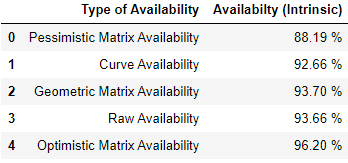 Type of Availability Availabilty (Intrinsic)
0 Pessimistic Matrix Availability 88.19 %
1 Curve Availability 92.66 %
2 Geometric Matrix Availability 93.70 %
3 Raw Availability 93.66 %
4 Optmistic Matrix Availability 96.20 %